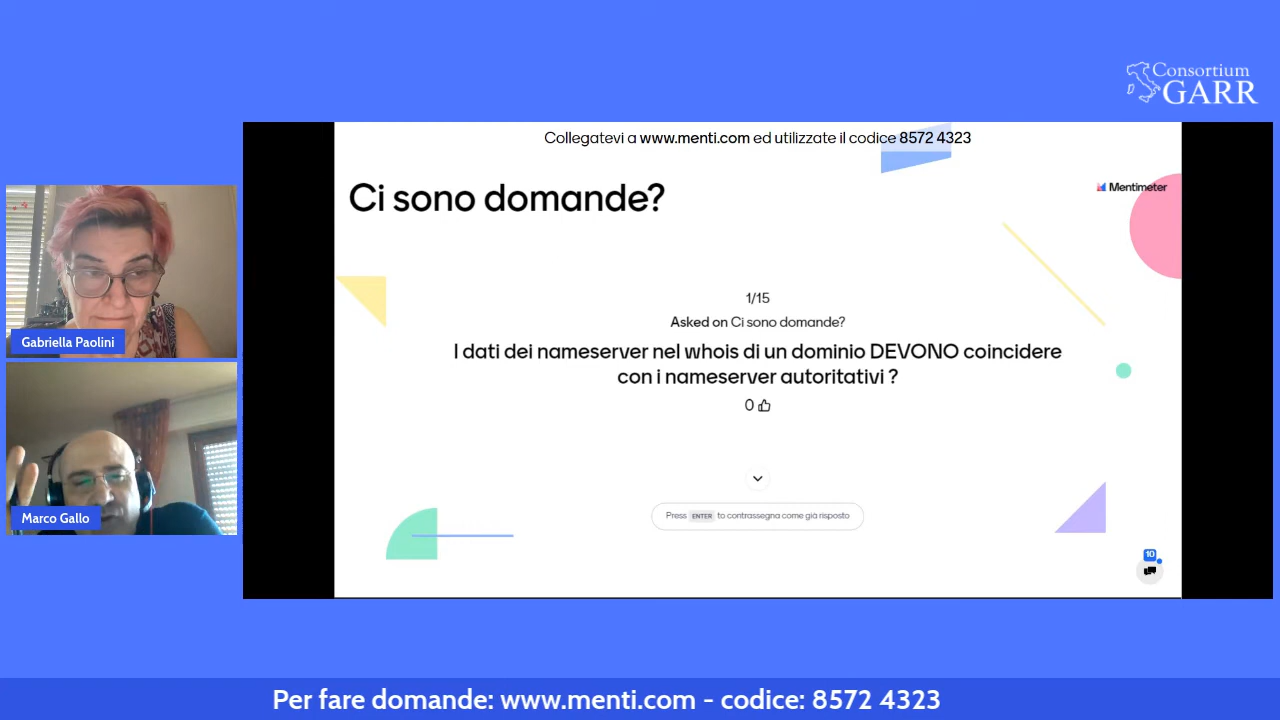 Consortium
GARR
Collegatevi a www.menti.com ed utilizzate il codice 8572 4323
Ci sono domande?
Mentimeter
1/15
Asked on Ci sono domande?
I dati dei nameserver nel whois di un dominio DEVONO coincidere
con i nameserver autoritativi ?
0
Press ENTER to contrassegna come già risposto
10
Gabriella Paolini
Marco Gallo
Per fare domande: www.menti.com - codice: 8572 4323